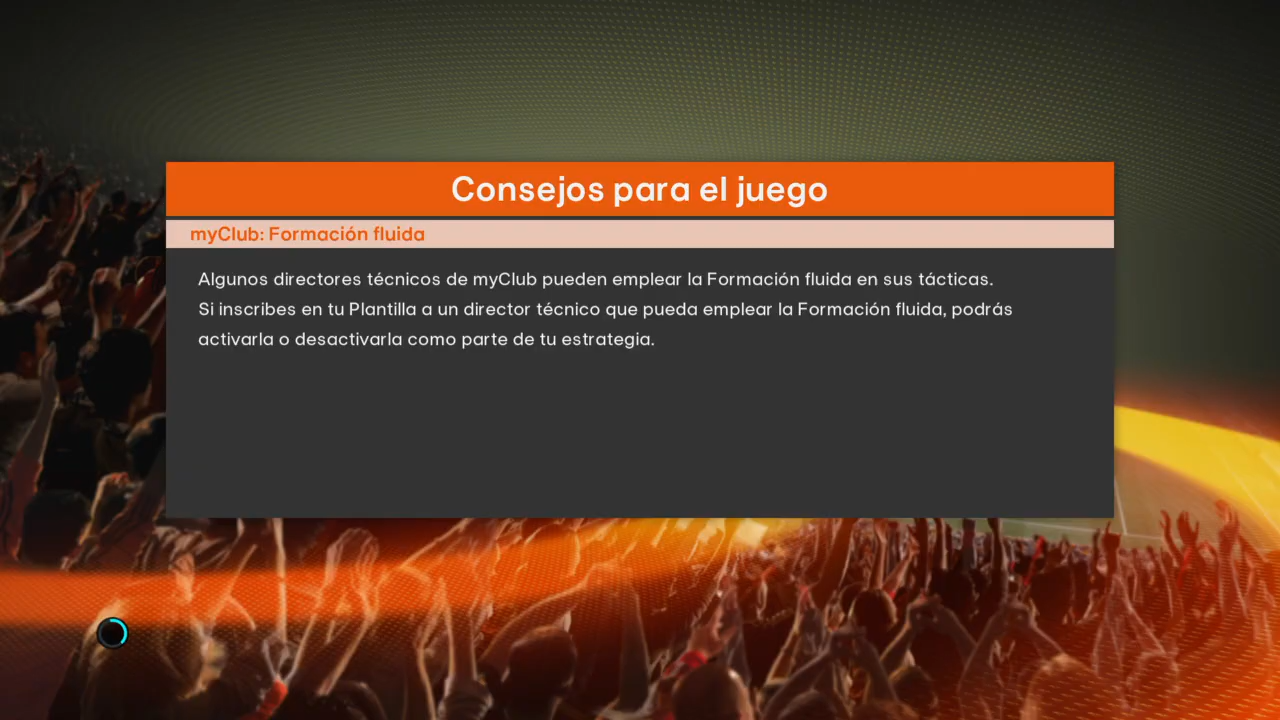 Consejos para el juego
myClub: Formación fluida
Algunos directores técnicos de myClub pueden emplear la Formación fluida en sus tácticas.
Si inscribes en tu Plantilla a un director técnico que pueda emplear la Formación fluida, podrás
activarla o desactivarla como parte de tu estrategia.